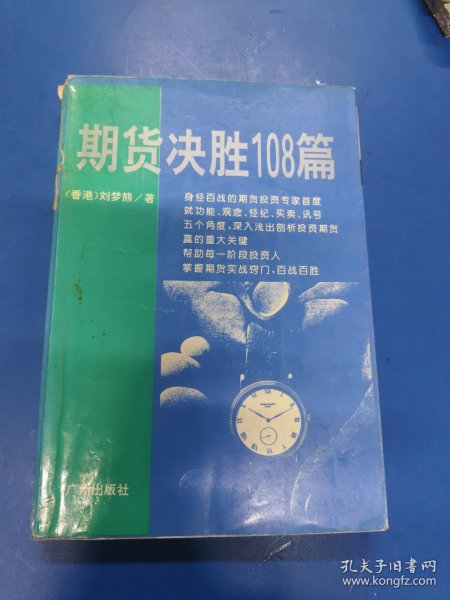 期货决胜108篇
（香港）刘梦熊／著
身经百战的期货投资专家首度
就功能、观念、经纪、买卖、讯号
五个角度，深入浅出剖析投资期货
赢的重大关键
帮助每一阶段投资人
掌握期货实战窍门，百战百胜
广州出版社
孔夫子旧书网
www.kongfz.com